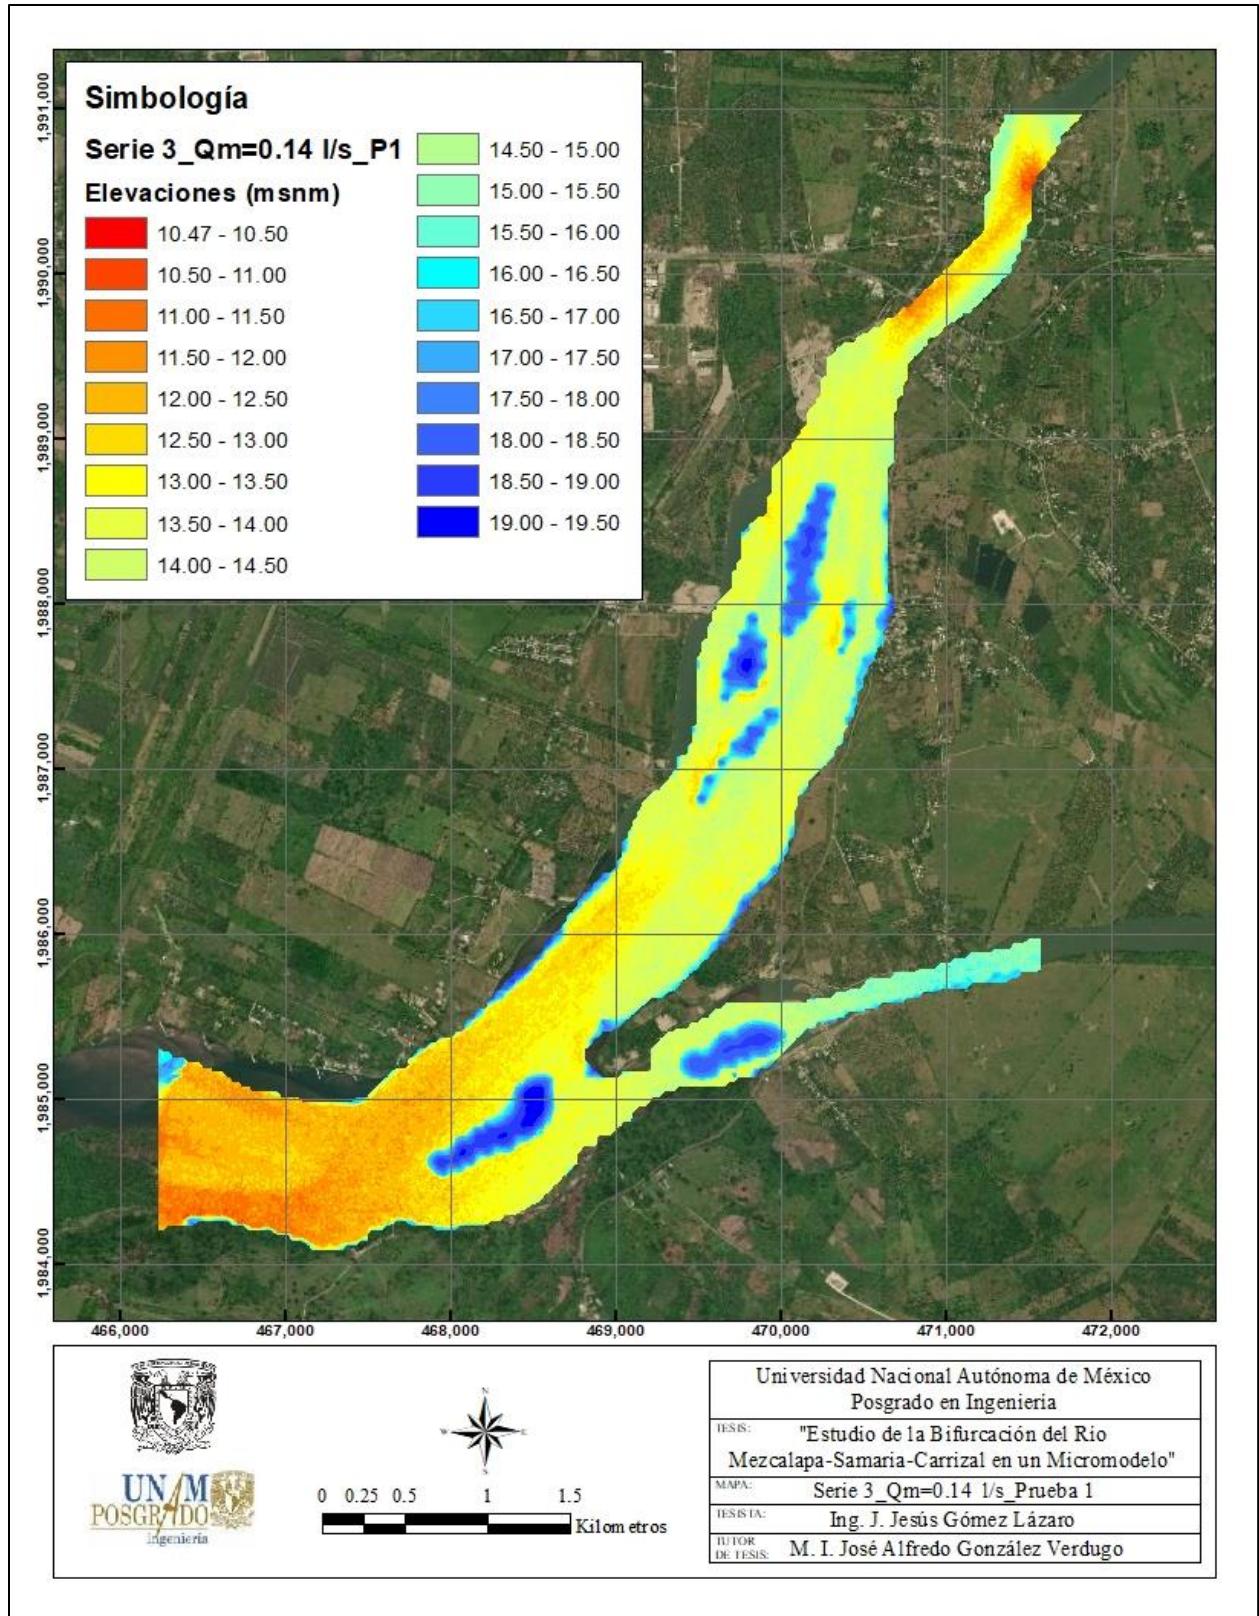 Simbología
Serie 3_Qm=0.14 l/s_P1
Elevaciones (msnm)
10.47 - 10.50
10.50 - 11.00
11.00 - 11.50
11.50 - 12.00
12.00 - 12.50
12.50 - 13.00
13.00 - 13.50
13.50 - 14.00
14.00 - 14.50
14.50 - 15.00
15.00 - 15.50
15.50 - 16.00
16.00 - 16.50
16.50 - 17.00
17.00 - 17.50
17.50 - 18.00
18.00 - 18.50
18.50 - 19.00
19.00 - 19.50
1,991,000
1,990,000
1,989,000
1,988,000
1,987,000
1,986,000
1,985,000
1,984,000
466,000 467,000 468,000 469,000 470,000 471,000 472,000
UNAM
POSGRADO
Ingeniería
N
W E
S
0 0.25 0.5 1 1.5
Kilometros
Universidad Nacional Autónoma de México
Posgrado en Ingenieria
TESIS: "Estudio de la Bifurcación del Rio
Mezcalapa-Samaria-Carrizal en un Micromodelo"
MAPA: Serie 3_Qm=0.14 l/s_Prueba 1
TESISTA: Ing. J. Jesús Gómez Lázaro
TUTOR
DE TESIS: M. I. José Alfredo González Verdugo